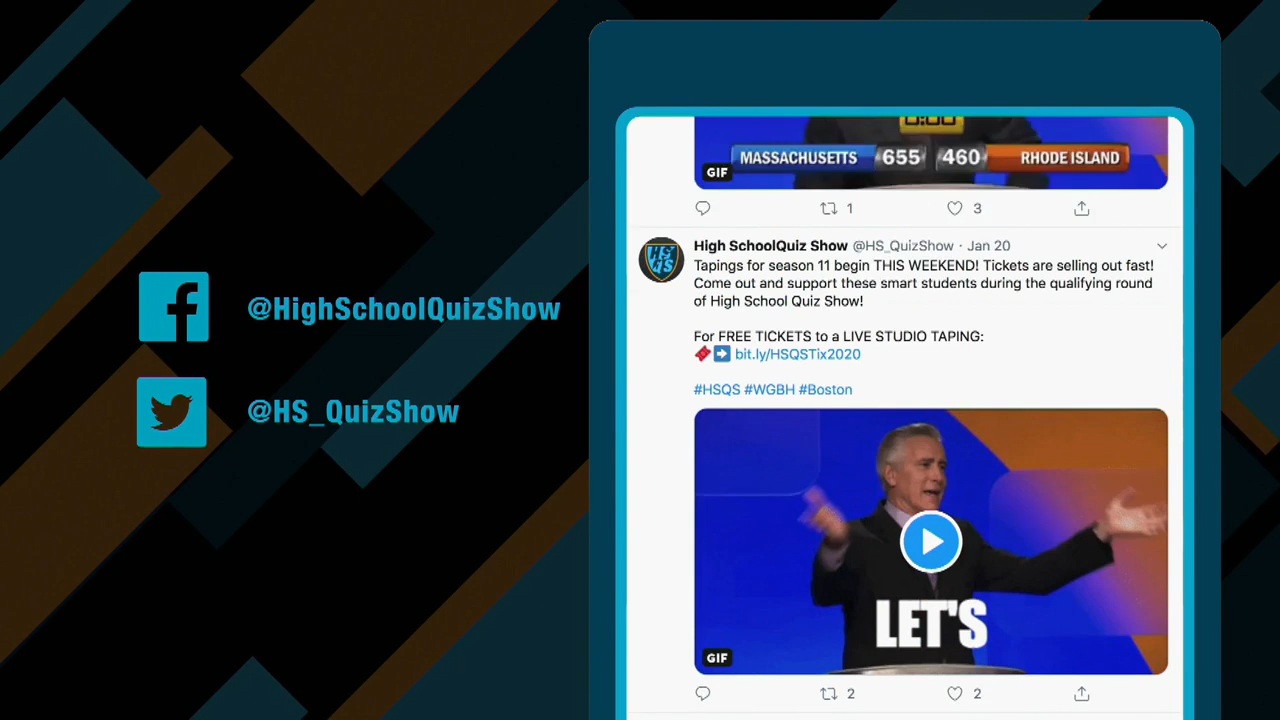 @HighSchoolQuizShow
@HS_QuizShow
0:00
MASSACHUSETTS 655 460 RHODE ISLAND
GIF
1 3
High SchoolQuiz Show @HS_QuizShow · Jan 20
Tapings for season 11 begin THIS WEEKEND! Tickets are selling out fast!
Come out and support these smart students during the qualifying round
of High School Quiz Show!
For FREE TICKETS to a LIVE STUDIO TAPING:
bit.ly/HSQSTix2020
#HSQS #WGBH #Boston
LET'S
GIF
2 2